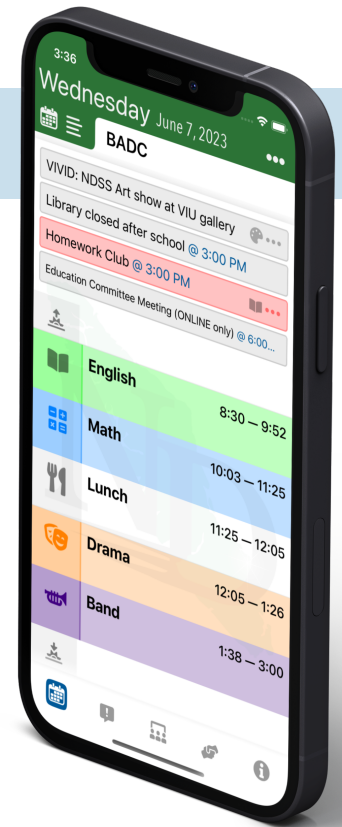 3:36
Wednesday June 7, 2023
BADC
VIVID: NDSS Art show at VIU gallery
Library closed after school @ 3:00 PM
Homework Club @ 3:00 PM
Education Committee Meeting (ONLINE only) @ 6:00...
English
8:30 — 9:52
Math
10:03 — 11:25
Lunch
11:25 — 12:05
Drama
12:05 — 1:26
Band
1:38 — 3:00